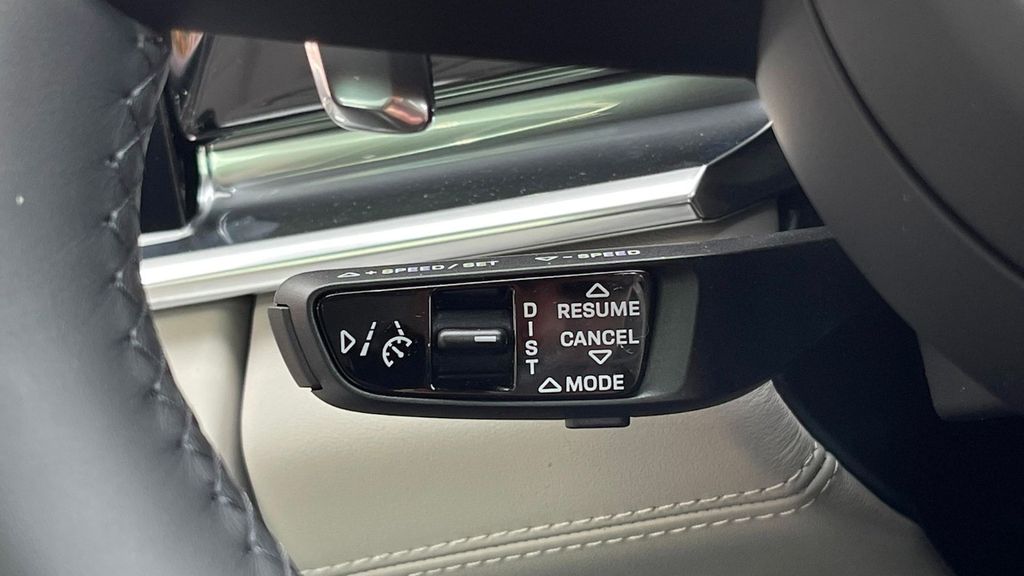 +SPEED/SET -SPEED
DIST
RESUME
CANCEL
MODE